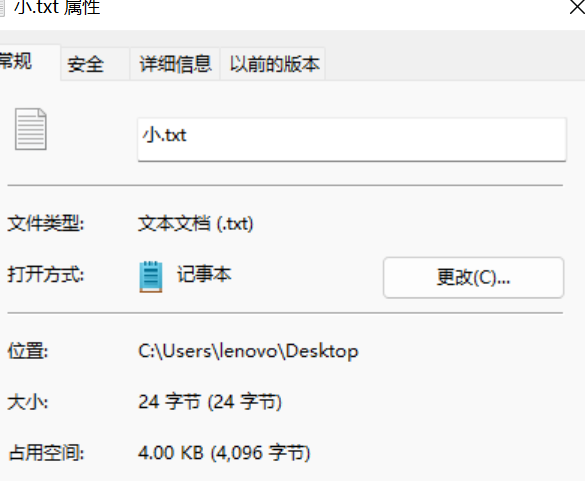 小.txt 属性
常规 安全 详细信息 以前的版本
小.txt
文件类型: 文本文档 (.txt)
打开方式: 记事本 更改(C)...
位置: C:\Users\lenovo\Desktop
大小: 24 字节 (24 字节)
占用空间: 4.00 KB (4,096 字节)